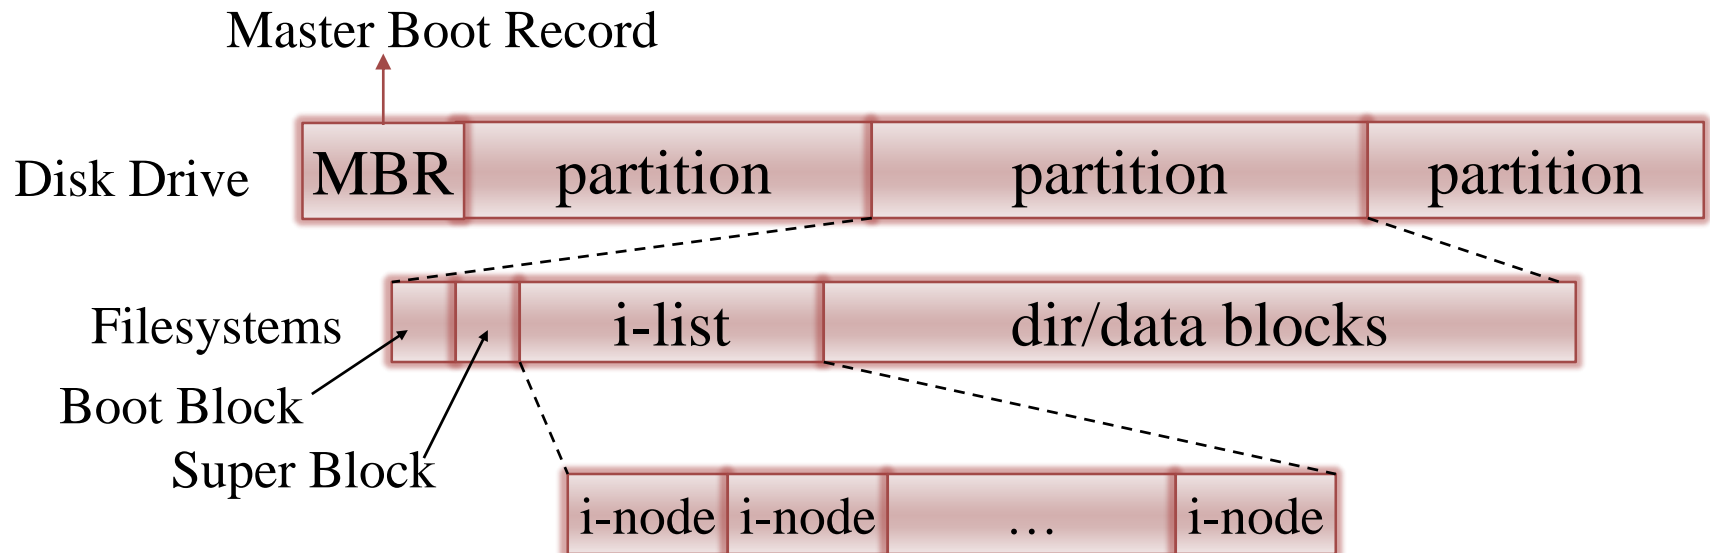 Master Boot Record
Disk Drive MBR partition partition partition
Filesystems i-list dir/data blocks
Boot Block
Super Block
i-node i-node … i-node